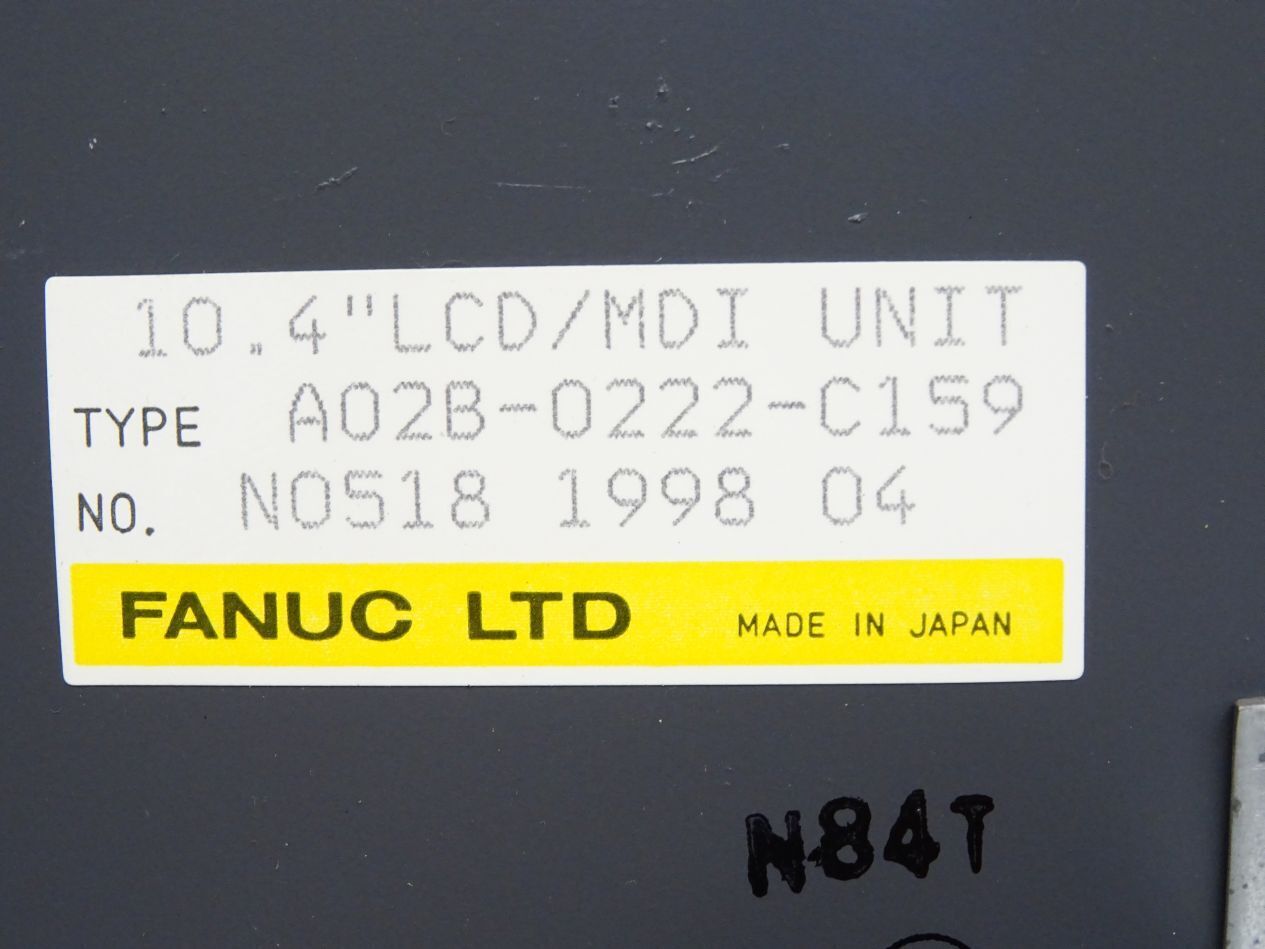 10.4"LCD/MDI UNIT
TYPE A02B-0222-C159
NO. N0518 1998 04
FANUC LTD MADE IN JAPAN
N84T